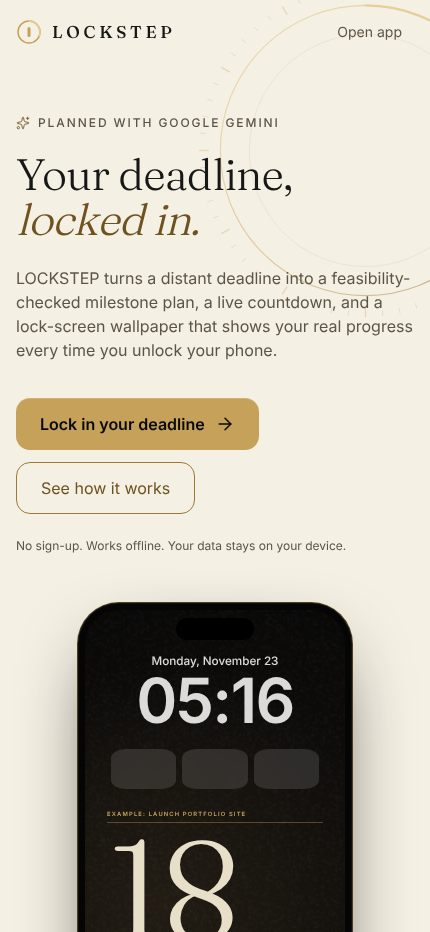 LOCKSTEP
Open app
PLANNED WITH GOOGLE GEMINI
Your deadline,
locked in.
LOCKSTEP turns a distant deadline into a feasibility-
checked milestone plan, a live countdown, and a
lock-screen wallpaper that shows your real progress
every time you unlock your phone.
Lock in your deadline →
See how it works
No sign-up. Works offline. Your data stays on your device.
Monday, November 23
05:16
EXAMPLE: LAUNCH PORTFOLIO SITE
18